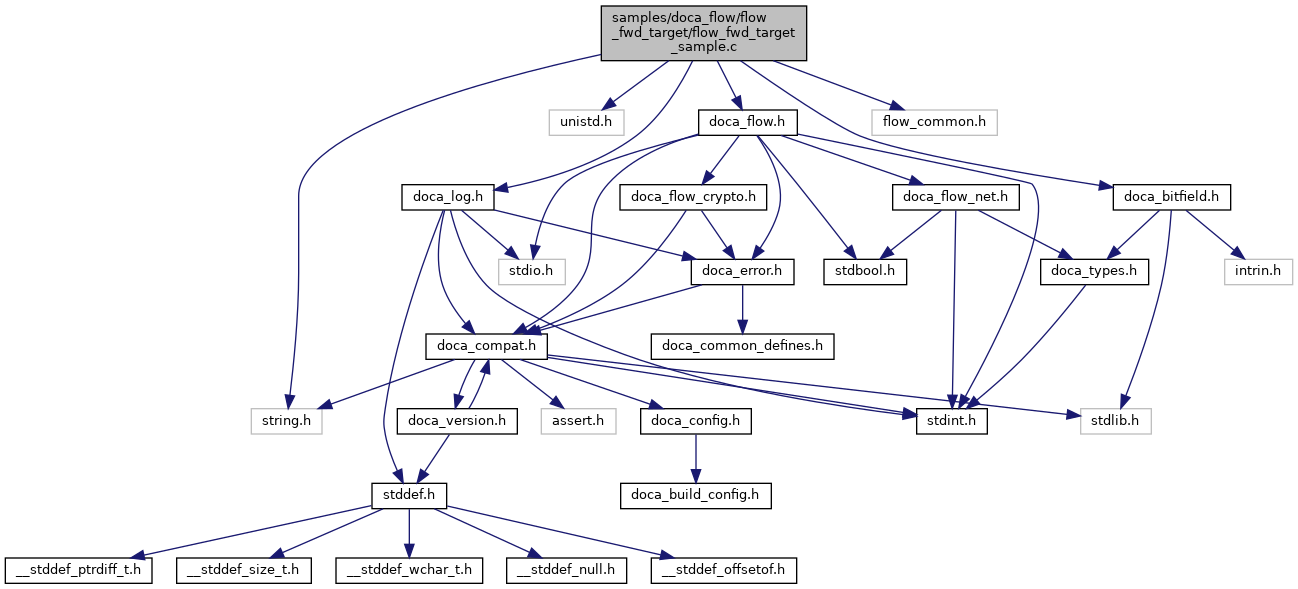 samples/doca_flow/flow
_fwd_target/flow_fwd_target
_sample.c
unistd.h
doca_flow.h
flow_common.h
doca_log.h
doca_flow_crypto.h
doca_flow_net.h
doca_bitfield.h
stdio.h
doca_error.h
stdbool.h
doca_types.h
intrin.h
doca_compat.h
doca_common_defines.h
string.h
doca_version.h
assert.h
doca_config.h
stdint.h
stdlib.h
stddef.h
doca_build_config.h
__stddef_ptrdiff_t.h
__stddef_size_t.h
__stddef_wchar_t.h
__stddef_null.h
__stddef_offsetof.h